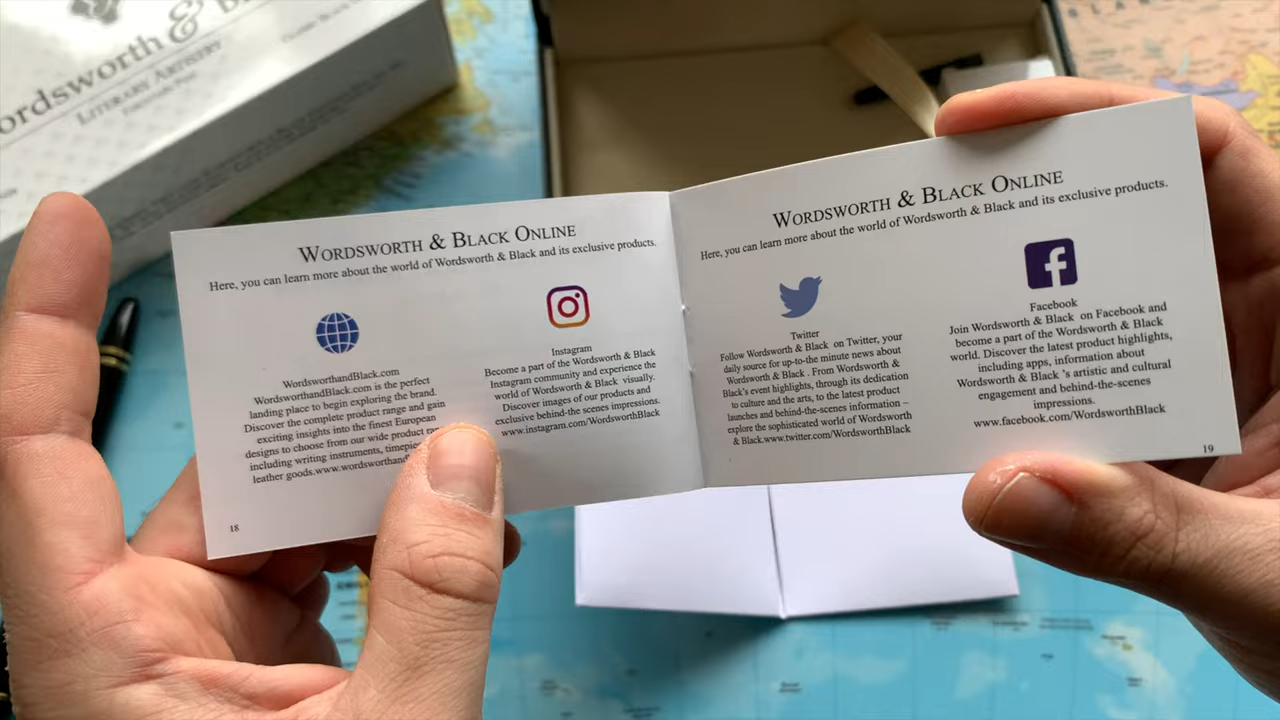 Wordsworth &
LITERARY ARTISTRY
WORDSWORTH & BLACK ONLINE
Here, you can learn more about the world of Wordsworth & Black and its exclusive products.
WordsworthandBlack.com
WordsworthandBlack.com is the perfect
landing place to begin exploring the brand.
Discover the complete product range and gain
exciting insights into the finest European
designs to choose from our wide product
including writing instruments,
leather goods.
18
Instagram
Become a part of the Wordsworth & Black
Instagram community and experience the
world of Wordsworth & Black visually.
Discover images of our products and
exclusive behind-the scenes impressions.
www.instagram.com/WordsworthBlack
WORDSWORTH & BLACK ONLINE
Here, you can learn more about the world of Wordsworth & Black and its exclusive products.
Twitter
Follow Wordsworth & Black on Twitter, your
daily source for up-to-the minute news about
Wordsworth & Black . From Wordsworth &
Black's event highlights, through its dedication
to culture and the arts, to the latest product
launches and behind-the-scenes information –
explore the sophisticated world of Wordsworth
& Black.www.twitter.com/WordsworthBlack
Facebook
Join Wordsworth & Black on Facebook and
become a part of the Wordsworth & Black
world. Discover the latest product highlights,
including apps, information about
Wordsworth & Black 's artistic and cultural
engagement and behind-the-scenes
impressions.
www.facebook.com/WordsworthBlack
19